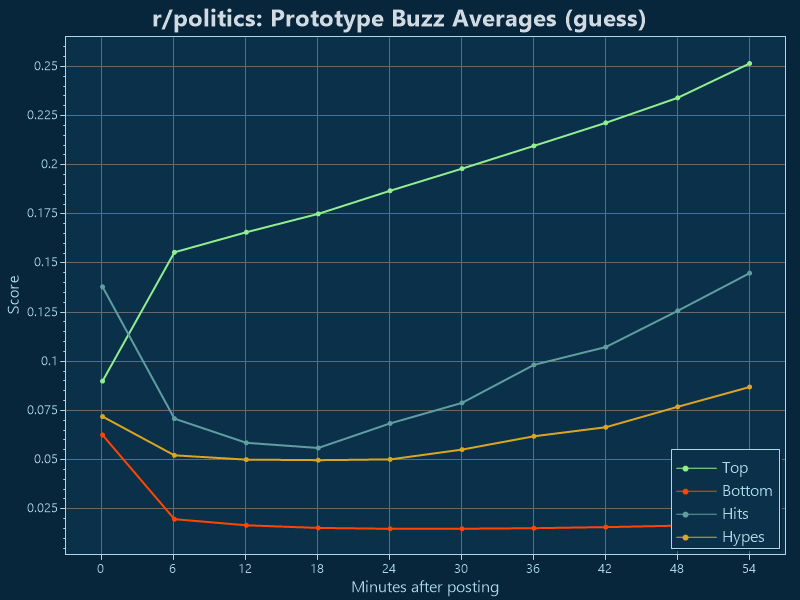 r/politics: Prototype Buzz Averages (guess)
0.25
0.225
0.2
0.175
0.15
0.125
0.1
0.075
0.05
0.025
Score
Top
Bottom
Hits
Hypes
0 6 12 18 24 30 36 42 48 54
Minutes after posting